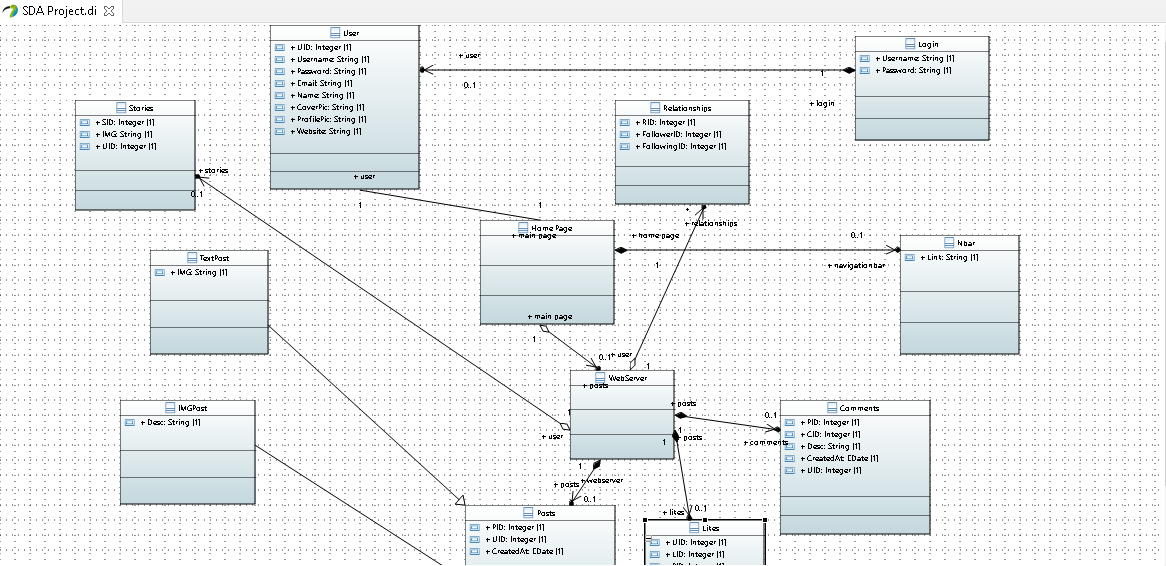 SDA Project.di
User
+ UID: Integer [1]
+ Username: String [1]
+ Password: String [1]
+ Email: String [1]
+ Name: String [1]
+ CoverPic: String [1]
+ ProfilePic: String [1]
+ Website: String [1]
+ user
1
+ user
0..1
1
+ login
Login
+ Username: String [1]
+ Password: String [1]
Stories
+ SID: Integer [1]
+ IMG: String [1]
+ UID: Integer [1]
+ stories
0..1
Relationships
+ RID: Integer [1]
+ FollowerID: Integer [1]
+ FollowingID: Integer [1]
*
+ relationships
1
Home Page
+ main page
+ main page
+ homepage
1
0..1
+ navigationbar
Nbar
+ Link: String [1]
TextPost
+ IMG: String [1]
1
0..1
+ user
1
WebServer
+ posts
1
+ user
+ posts
0..1
+ comments
1
+ posts
1
IMGPost
+ Desc: String [1]
Comments
+ PID: Integer [1]
+ CID: Integer [1]
+ Desc: String [1]
+ CreatedAt: EDate [1]
+ UID: Integer [1]
1
+ webserver
+ posts
0..1
+ likes
0..1
Posts
+ PID: Integer [1]
+ UID: Integer [1]
+ CreatedAt: EDate [1]
Likes
+ UID: Integer [1]
+ LID: Integer [1]